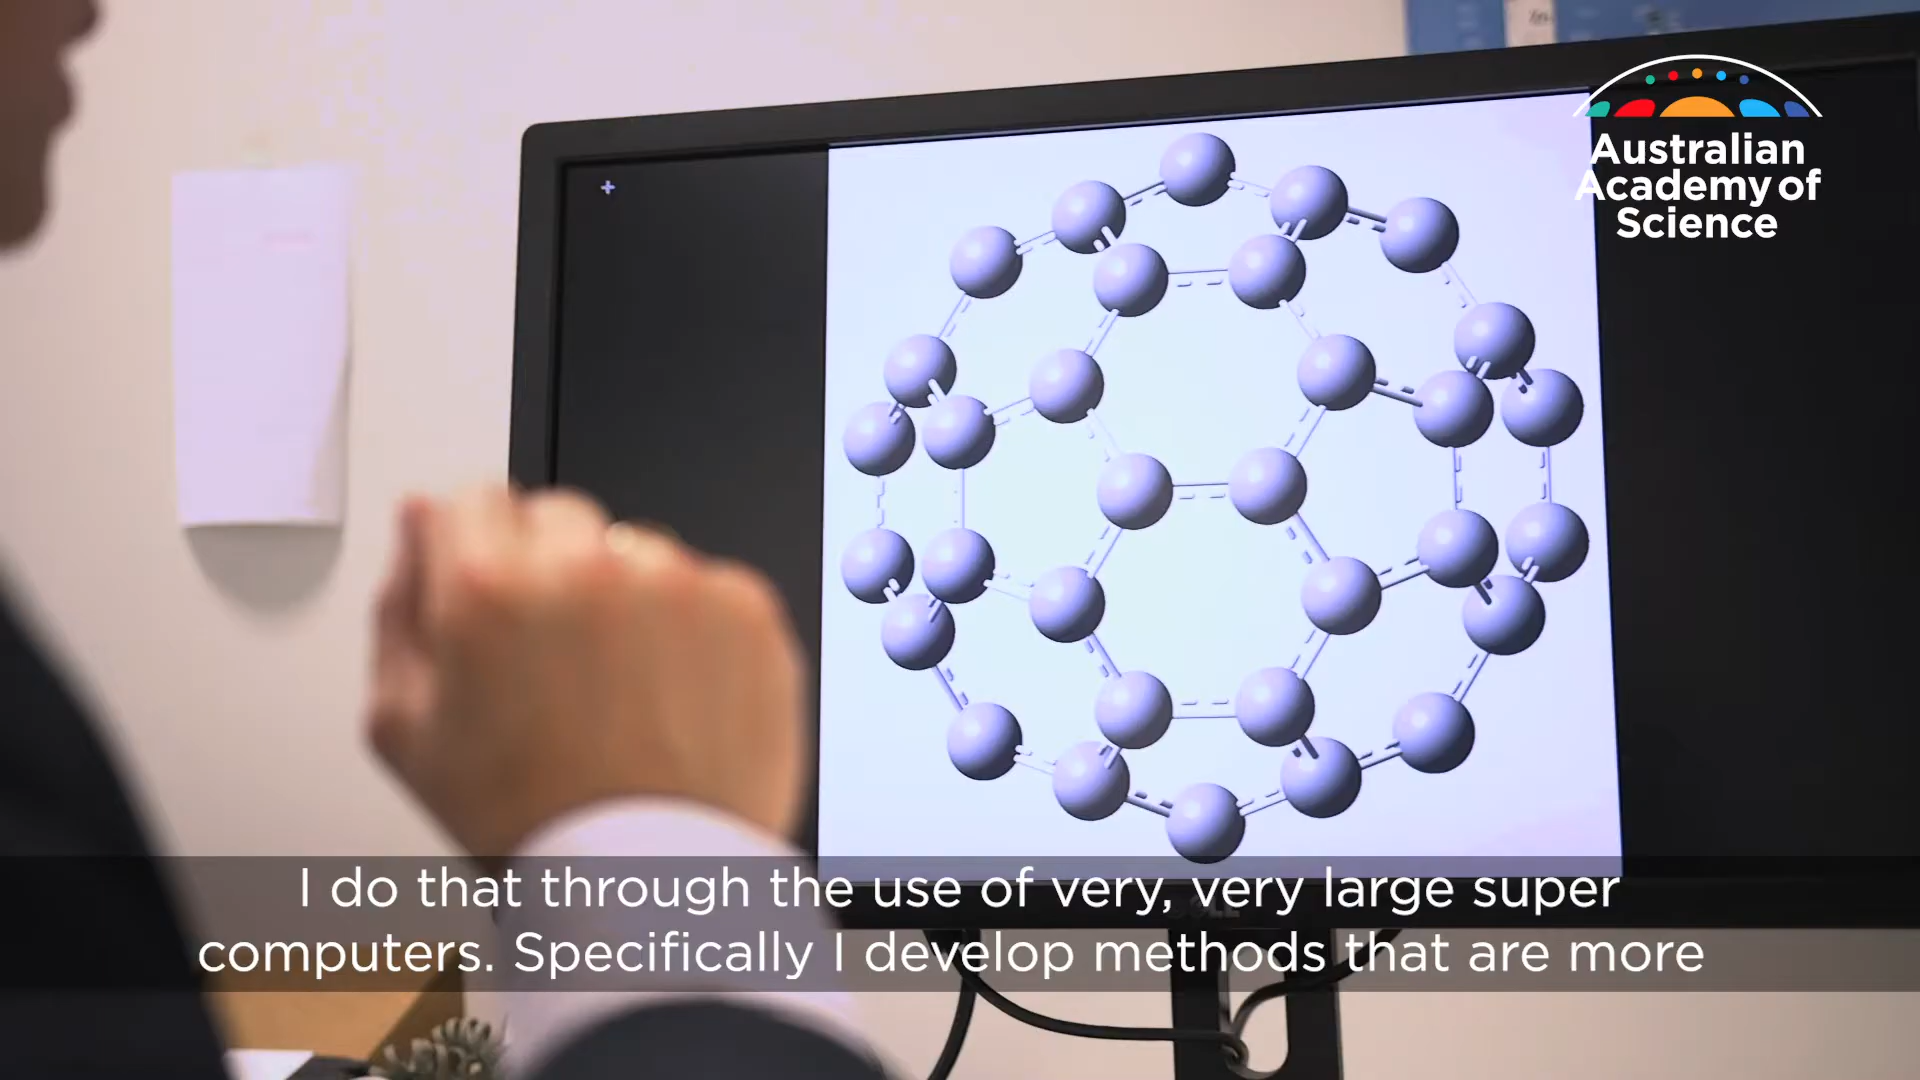 Australian
Academy of
Science
I do that through the use of very, very large super
computers. Specifically I develop methods that are more